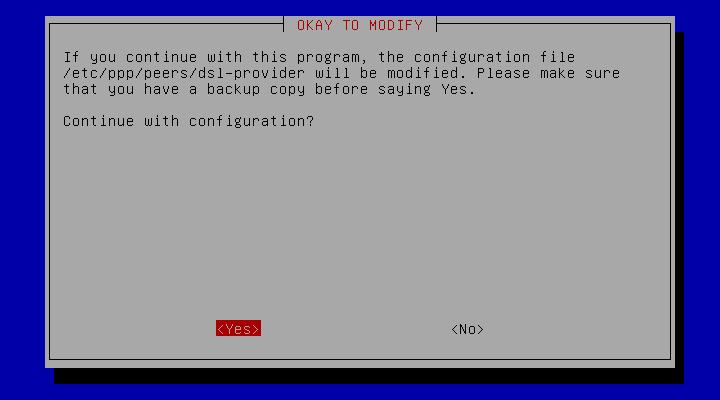 OKAY TO MODIFY
If you continue with this program, the configuration file
/etc/ppp/peers/dsl-provider will be modified. Please make sure
that you have a backup copy before saying Yes.
Continue with configuration?
<Yes> <No>